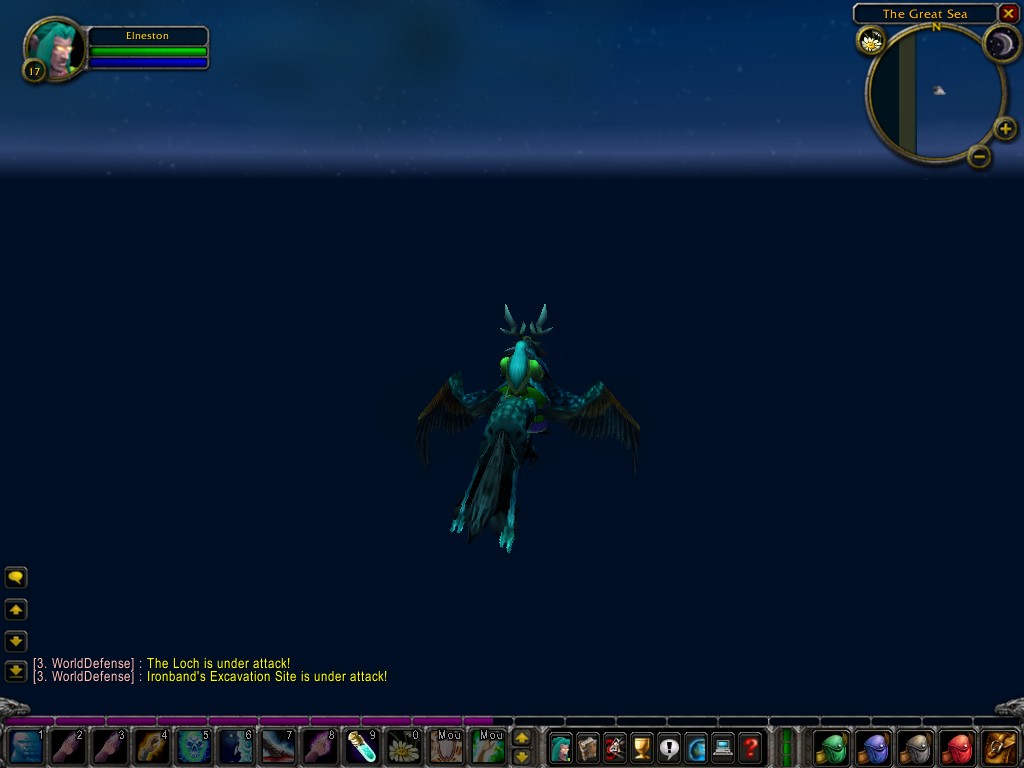 Elneston
17
The Great Sea
N
[3. WorldDefense] : The Loch is under attack!
[3. WorldDefense] : Ironband's Excavation Site is under attack!
1 2 3 4 5 6 7 8 9 0 Mou Mou